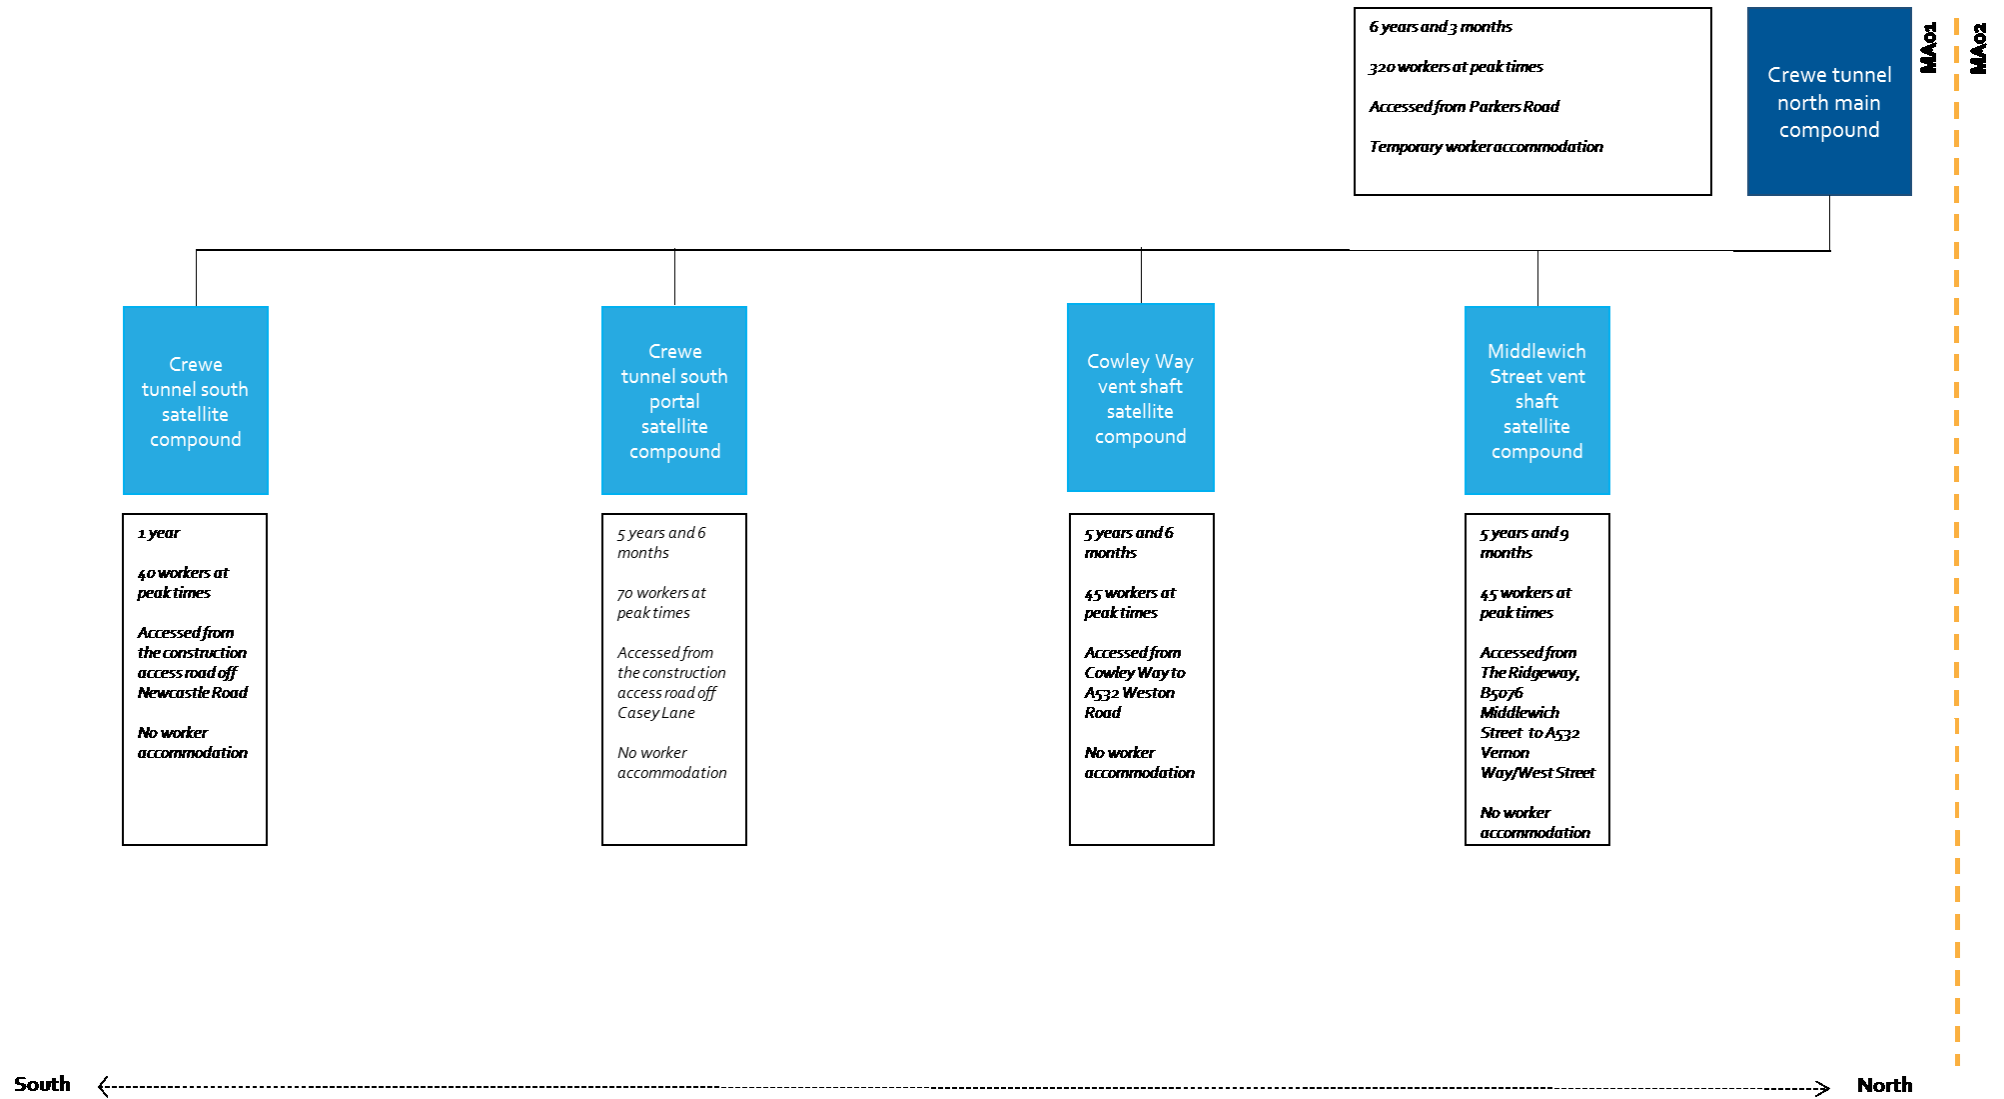 6 years and 3 months
320 workers at peak times
Accessed from Parkers Road
Temporary worker accommodation
Crewe tunnel
north main
compound
MA01
MA02
Crewe
tunnel south
satellite
compound
1 year
40 workers at
peak times
Accessed from
the construction
access road off
Newcastle Road
No worker
accommodation
Crewe
tunnel south
portal
satellite
compound
5 years and 6
months
70 workers at
peak times
Accessed from
the construction
access road off
Casey Lane
No worker
accommodation
Cowley Way
vent shaft
satellite
compound
5 years and 6
months
45 workers at
peak times
Accessed from
Cowley Way to
A532 Weston
Road
No worker
accommodation
Middlewich
Street vent
shaft
satellite
compound
5 years and 9
months
45 workers at
peak times
Accessed from
The Ridgeway,
B5076
Middlewich
Street to A532
Vernon
Way/West Street
No worker
accommodation
South
North